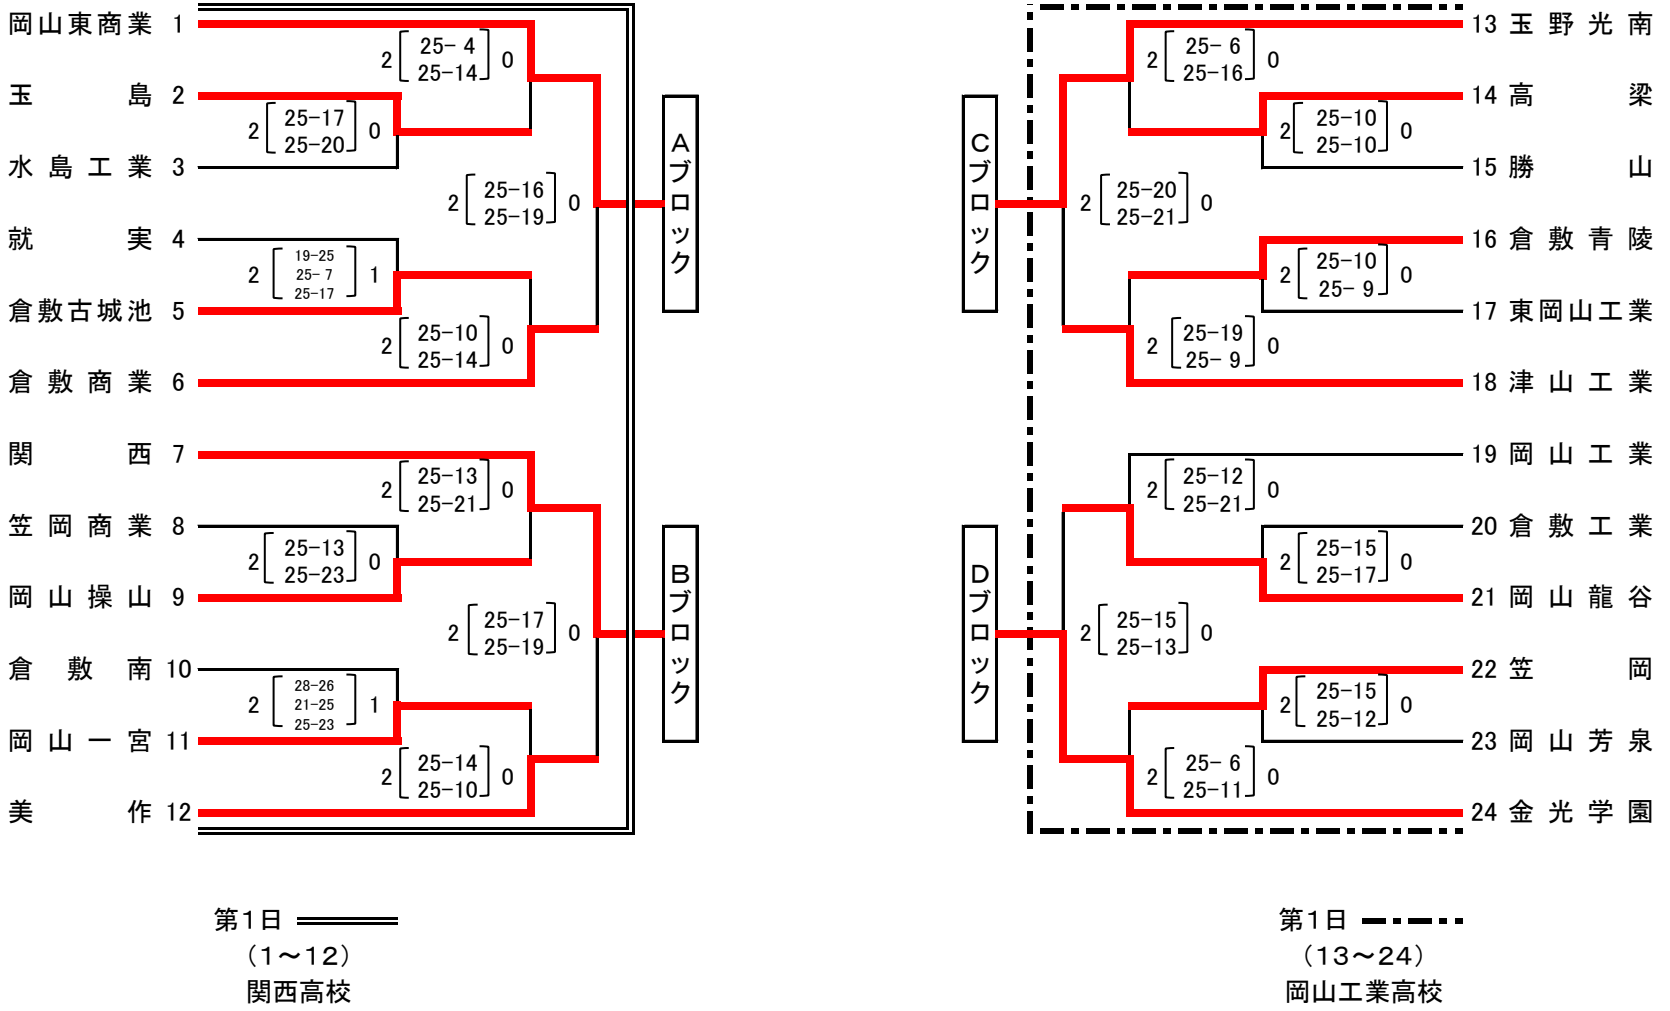 岡山東商業 1
2 25-4 0
25-14
玉島 2
2 25-17 0
25-20
水島工業 3
2 25-16 0
25-19
Aブロック
就実 4
2 19-25 1
25-7
25-17
倉敷古城池 5
2 25-10 0
25-14
倉敷商業 6
関西 7
2 25-13 0
25-21
笠岡商業 8
2 25-13 0
25-23
岡山操山 9
2 25-17 0
25-19
Bブロック
倉敷南 10
2 28-26 1
21-25
25-23
岡山一宮 11
2 25-14 0
25-10
美作 12
13 玉野光南
2 25-6 0
25-16
14 高梁
2 25-10 0
25-10
15 勝山
2 25-20 0
25-21
Cブロック
16 倉敷青陵
2 25-10 0
25-9
17 東岡山工業
2 25-19 0
25-9
18 津山工業
19 岡山工業
2 25-12 0
25-21
20 倉敷工業
2 25-15 0
25-17
21 岡山龍谷
2 25-15 0
25-13
Dブロック
22 笠岡
2 25-15 0
25-12
23 岡山芳泉
2 25-6 0
25-11
24 金光学園
第1日
(1~12)
関西高校
第1日
(13~24)
岡山工業高校